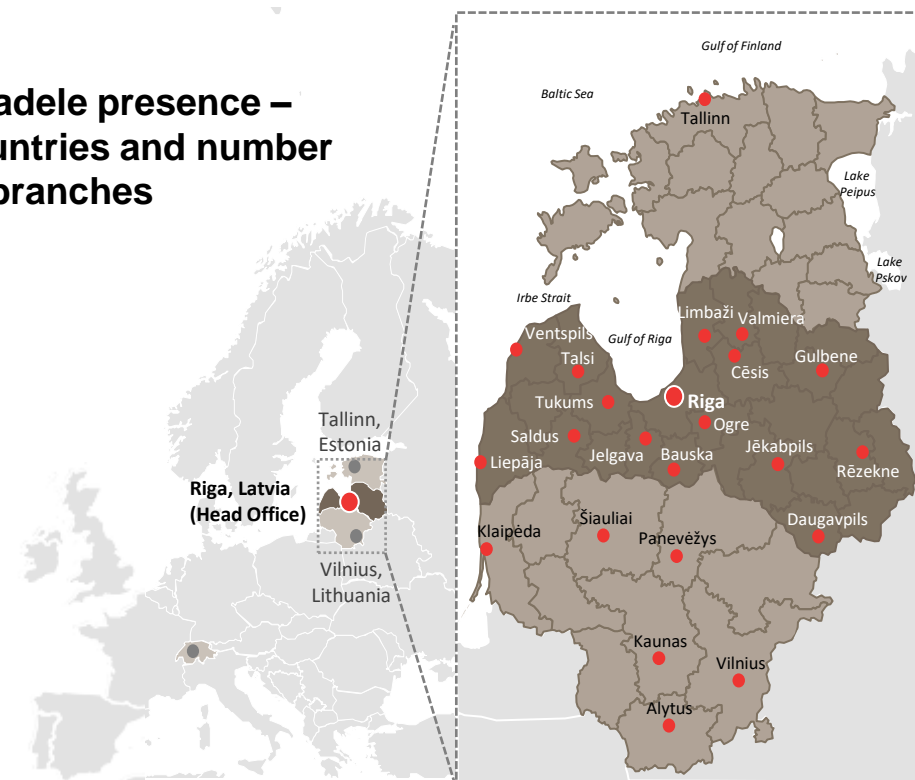 adele presence –
untries and number
branches
Tallinn,
Estonia
Riga, Latvia
(Head Office)
Vilnius,
Lithuania
Gulf of Finland
Baltic Sea
Tallinn
Lake
Peipus
Lake
Pskov
Irbe Strait
Gulf of Riga
Limbaži
Valmiera
Ventspils
Talsi
Cēsis
Gulbene
Tukums
Riga
Ogre
Saldus
Jelgava
Bauska
Jēkabpils
Liepāja
Rēzekne
Daugavpils
Klaipėda
Šiauliai
Panevėžys
Kaunas
Vilnius
Alytus